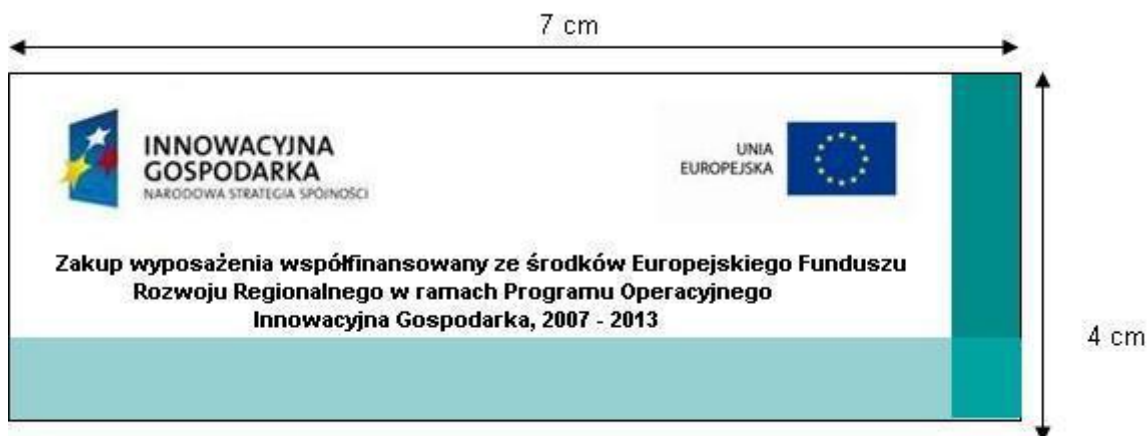 7 cm
INNOWACYJNA
GOSPODARKA
NARODOWA STRATEGIA SPÓJNOŚCI
UNIA
EUROPEJSKA
Zakup wyposażenia współfinansowany ze środków Europejskiego Funduszu
Rozwoju Regionalnego w ramach Programu Operacyjnego
Innowacyjna Gospodarka, 2007 - 2013
4 cm